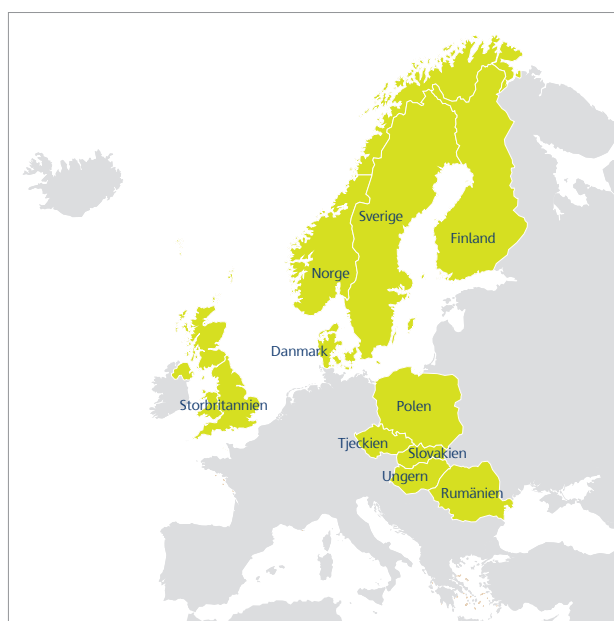 Sverige
Finland
Norge
Danmark
Storbritannien
Polen
Tjeckien
Slovakien
Ungern
Rumänien